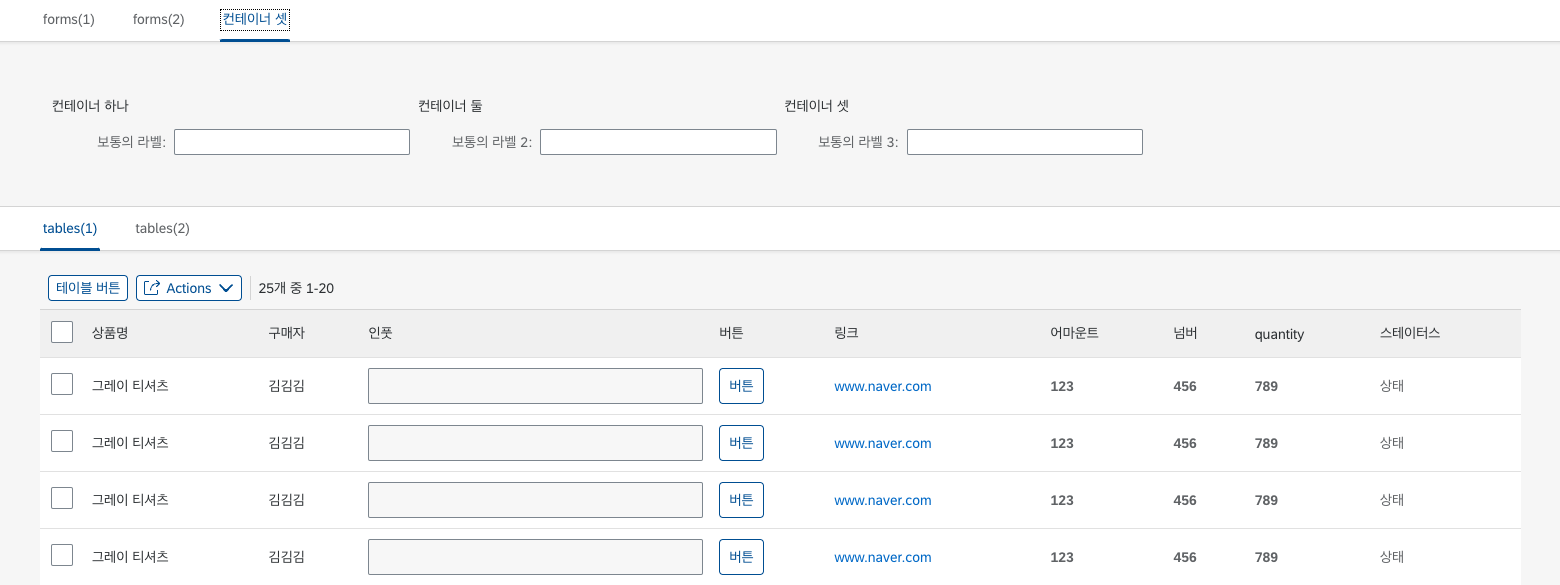 forms(1) forms(2) 컨테이너 셋
컨테이너 하나 컨테이너 둘 컨테이너 셋
보통의 라벨: 보통의 라벨 2: 보통의 라벨 3:
tables(1) tables(2)
테이블 버튼 Actions 25개 중 1-20
상품명 구매자 인풋 버튼 링크 어마운트 넘버 quantity 스테이터스
그레이 티셔츠 김김김 버튼 www.naver.com 123 456 789 상태
그레이 티셔츠 김김김 버튼 www.naver.com 123 456 789 상태
그레이 티셔츠 김김김 버튼 www.naver.com 123 456 789 상태
그레이 티셔츠 김김김 버튼 www.naver.com 123 456 789 상태